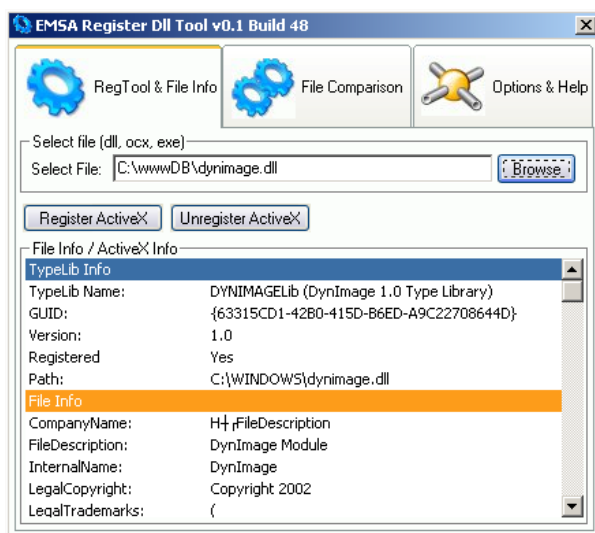 EMSA Register Dll Tool v0.1 Build 48
RegTool & File Info
File Comparison
Options & Help
Select file (dll, ocx, exe)
Select File: C:\wwwDB\dynimage.dll Browse
Register ActiveX Unregister ActiveX
File Info / ActiveX Info
TypeLib Info
TypeLib Name: DYNIMAGELib (DynImage 1.0 Type Library)
GUID: {63315CD1-42B0-415D-B6ED-A9C22708644D}
Version: 1.0
Registered Yes
Path: C:\WINDOWS\dynimage.dll
File Info
CompanyName: H┼┌FileDescription
FileDescription: DynImage Module
InternalName: DynImage
LegalCopyright: Copyright 2002
LegalTrademarks: (